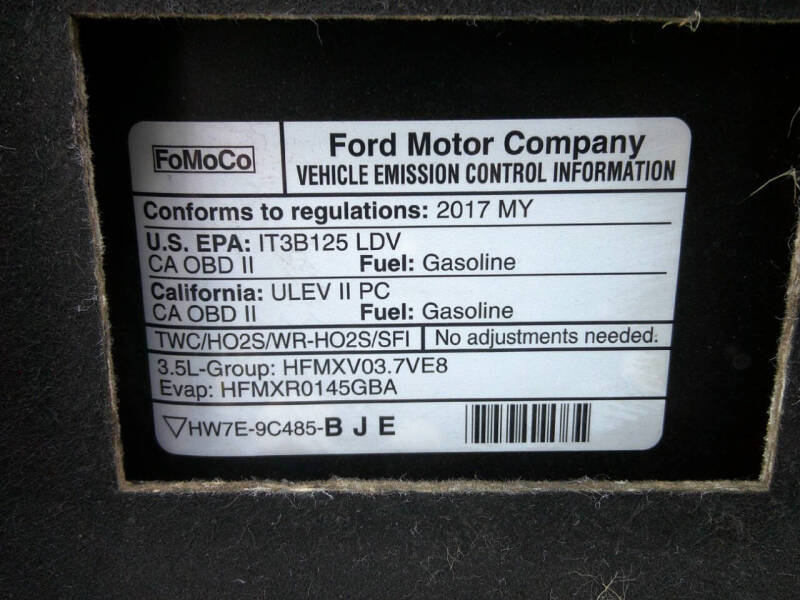 FoMoCo
Ford Motor Company
VEHICLE EMISSION CONTROL INFORMATION
Conforms to regulations: 2017 MY
U.S. EPA: IT3B125 LDV
CA OBD II Fuel: Gasoline
California: ULEV II PC
CA OBD II Fuel: Gasoline
TWC/HO2S/WR-HO2S/SFI No adjustments needed.
3.5L-Group: HFMXV03.7VE8
Evap: HFMXR0145GBA
▽HW7E-9C485-B J E